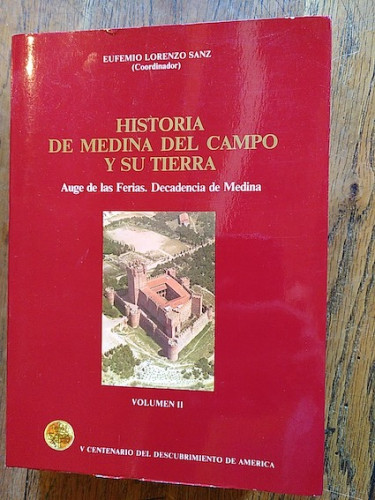 EUFEMIO LORENZO SANZ
(Coordinador)
HISTORIA
DE MEDINA DEL CAMPO
Y SU TIERRA
Auge de las Ferias. Decadencia de Medina
VOLUMEN II
V CENTENARIO DEL DESCUBRIMIENTO DE AMERICA